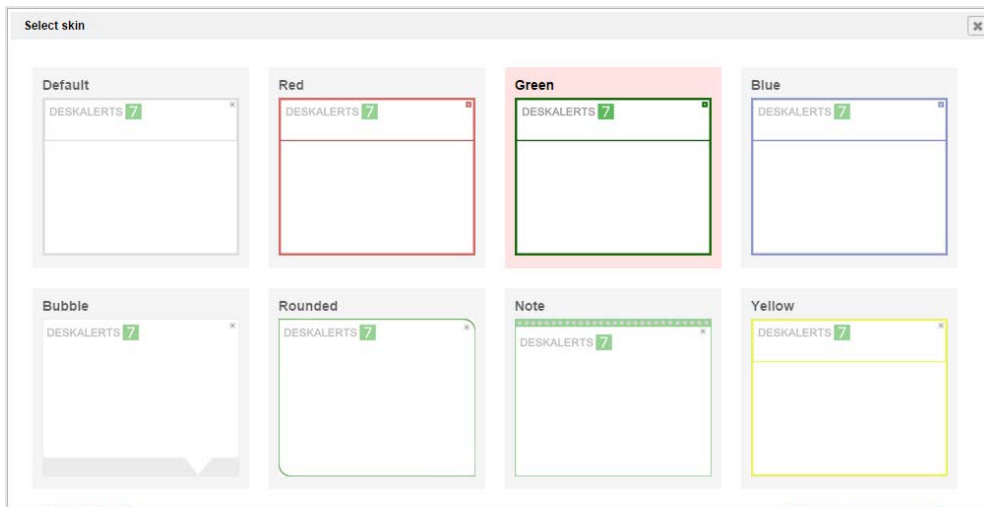 Select skin
Default
Red
Green
Blue
DESKALERTS 7
DESKALERTS 7
DESKALERTS 7
DESKALERTS 7
Bubble
Rounded
Note
Yellow
DESKALERTS 7
DESKALERTS 7
DESKALERTS 7
DESKALERTS 7